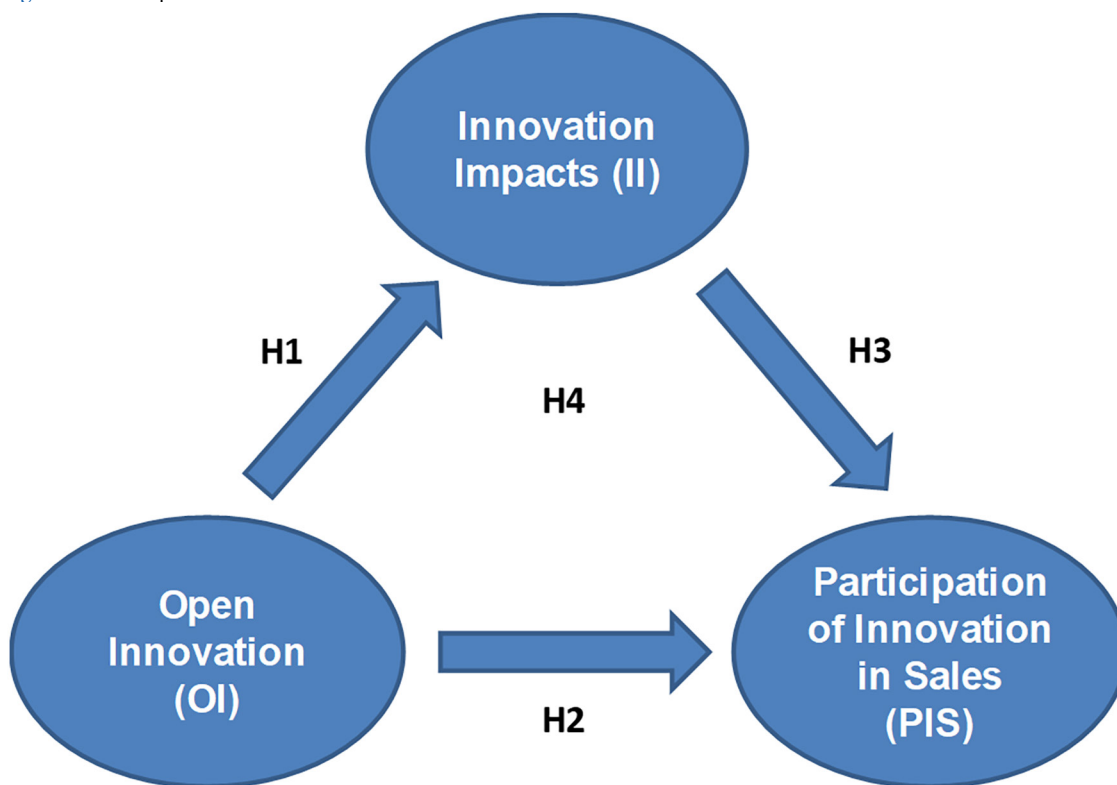 Innovation
Impacts (II)
H1
H3
H4
Open
Innovation
(OI)
H2
Participation
of Innovation
in Sales
(PIS)